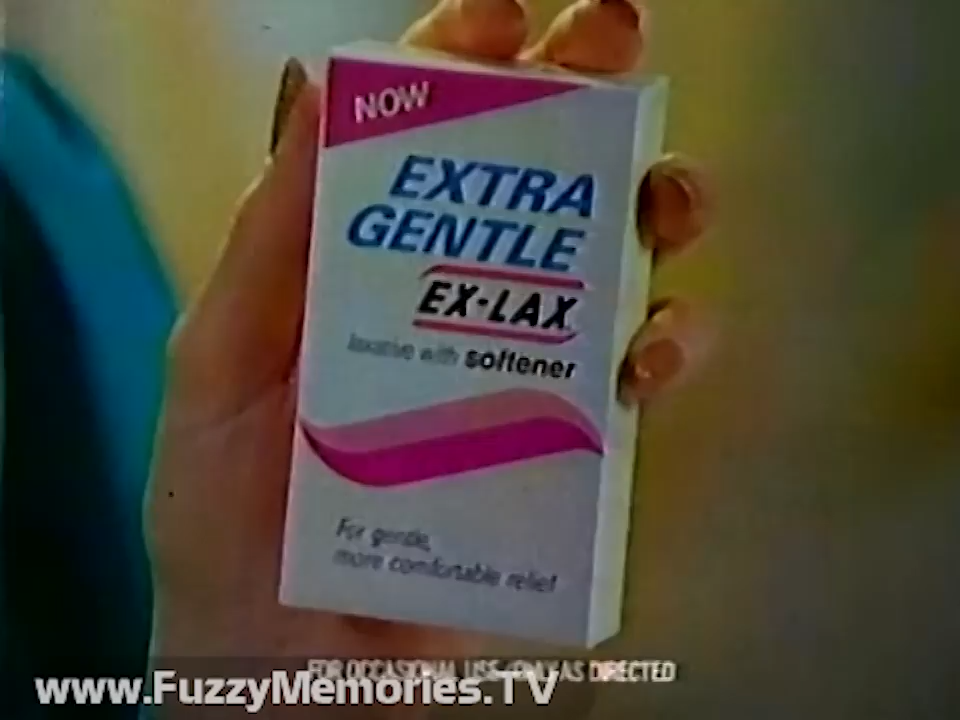 NOW
EXTRA
GENTLE
EX-LAX
laxative with softener
For gentle,
more comfortable relief
FOR OCCASIONAL USE-ONLY AS DIRECTED
www.FuzzyMemories.TV